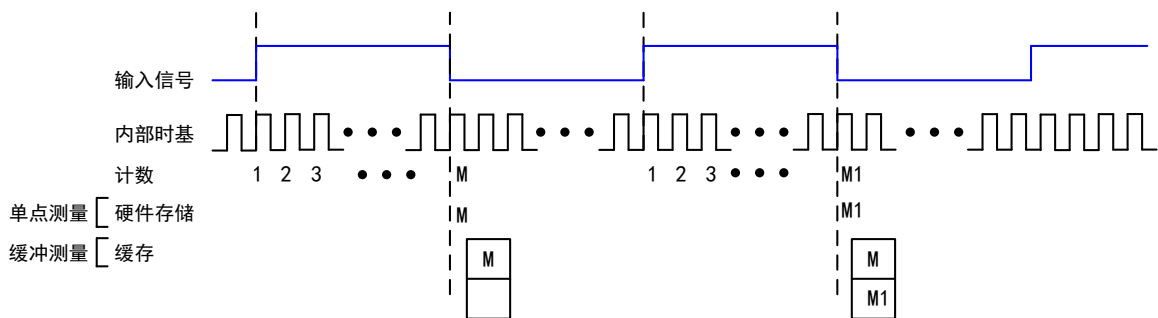 输入信号
内部时基
计数 1 2 3 M 1 2 3 M1
单点测量 硬件存储 M M1
缓冲测量 缓存 M M
M1